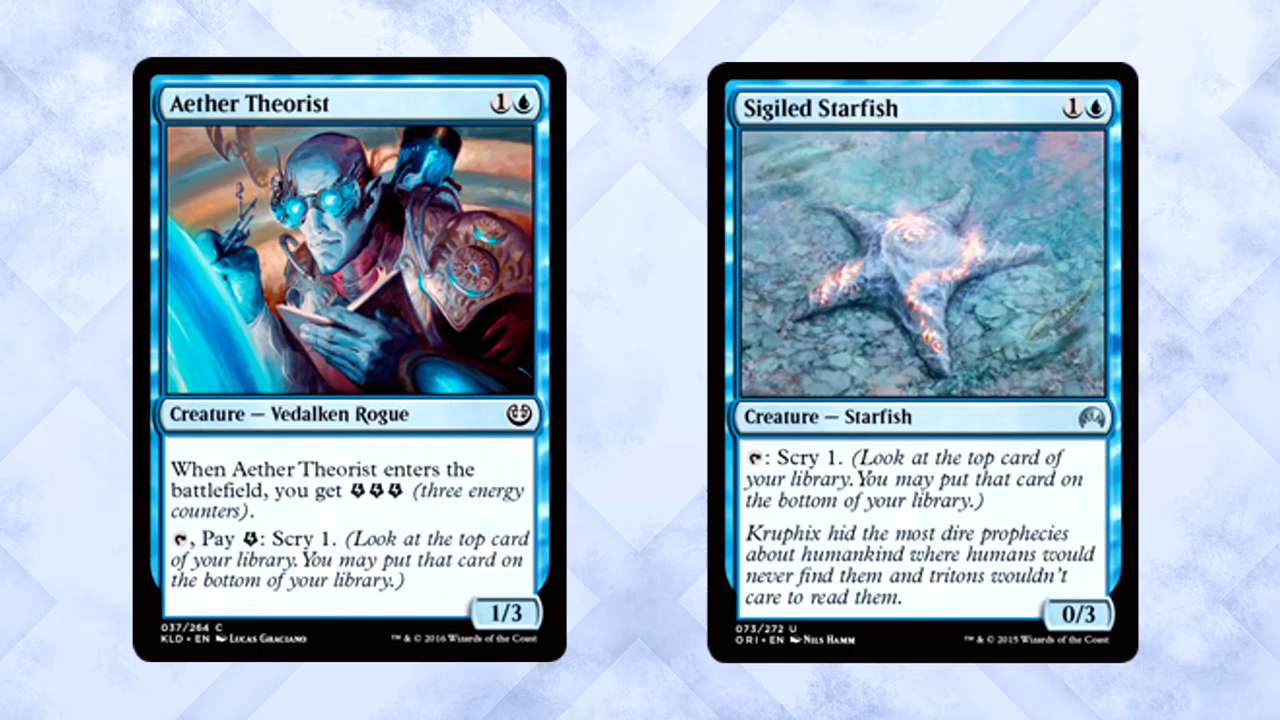 Aether Theorist 1
Creature — Vedalken Rogue
When Aether Theorist enters the
battlefield, you get (three energy
counters).
, Pay : Scry 1. (Look at the top card
of your library. You may put that card on
the bottom of your library.)
1/3
037/264 C
KLD • EN Lucas Graciano
™ & © 2016 Wizards of the Coast
Sigiled Starfish 1
Creature — Starfish
: Scry 1. (Look at the top card of
your library. You may put that card on
the bottom of your library.)
Kruphix hid the most dire prophecies
about humankind where humans would
never find them and tritons wouldn't
care to read them.
0/3
073/272 U
ORI • EN Nils Hamm
™ & © 2015 Wizards of the Coast